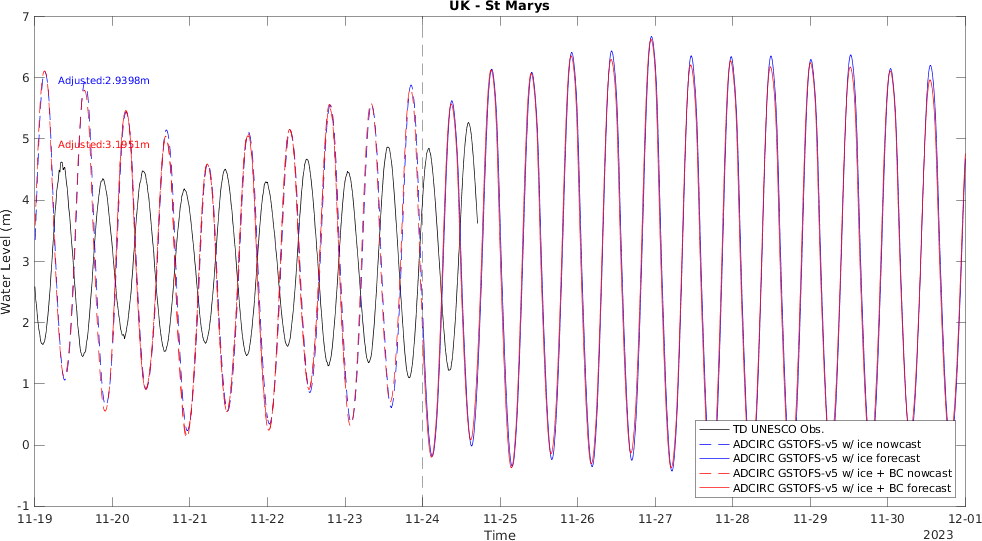 UK - St Marys
7
6
5
4
3
2
1
0
-1
Water Level (m)
Adjusted:2.9398m
Adjusted:3.1951m
TD UNESCO Obs.
ADCIRC GSTOFS-v5 w/ ice nowcast
ADCIRC GSTOFS-v5 w/ ice forecast
ADCIRC GSTOFS-v5 w/ ice + BC nowcast
ADCIRC GSTOFS-v5 w/ ice + BC forecast
11-19 11-20 11-21 11-22 11-23 11-24 11-25 11-26 11-27 11-28 11-29 11-30 12-01
Time
2023